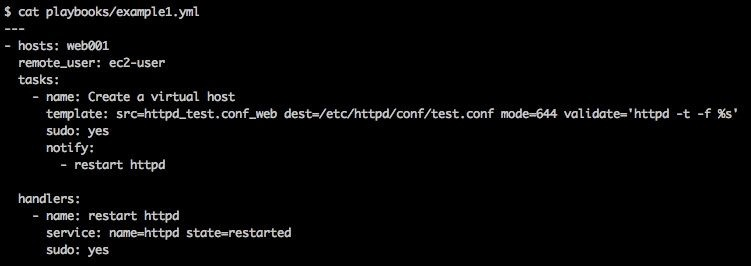 $ cat playbooks/example1.yml
---
- hosts: web001
  remote_user: ec2-user
  tasks:
    - name: Create a virtual host
      template: src=httpd_test.conf_web dest=/etc/httpd/conf/test.conf mode=644 validate='httpd -t -f %s'
      sudo: yes
      notify:
        - restart httpd

  handlers:
    - name: restart httpd
      service: name=httpd state=restarted
      sudo: yes